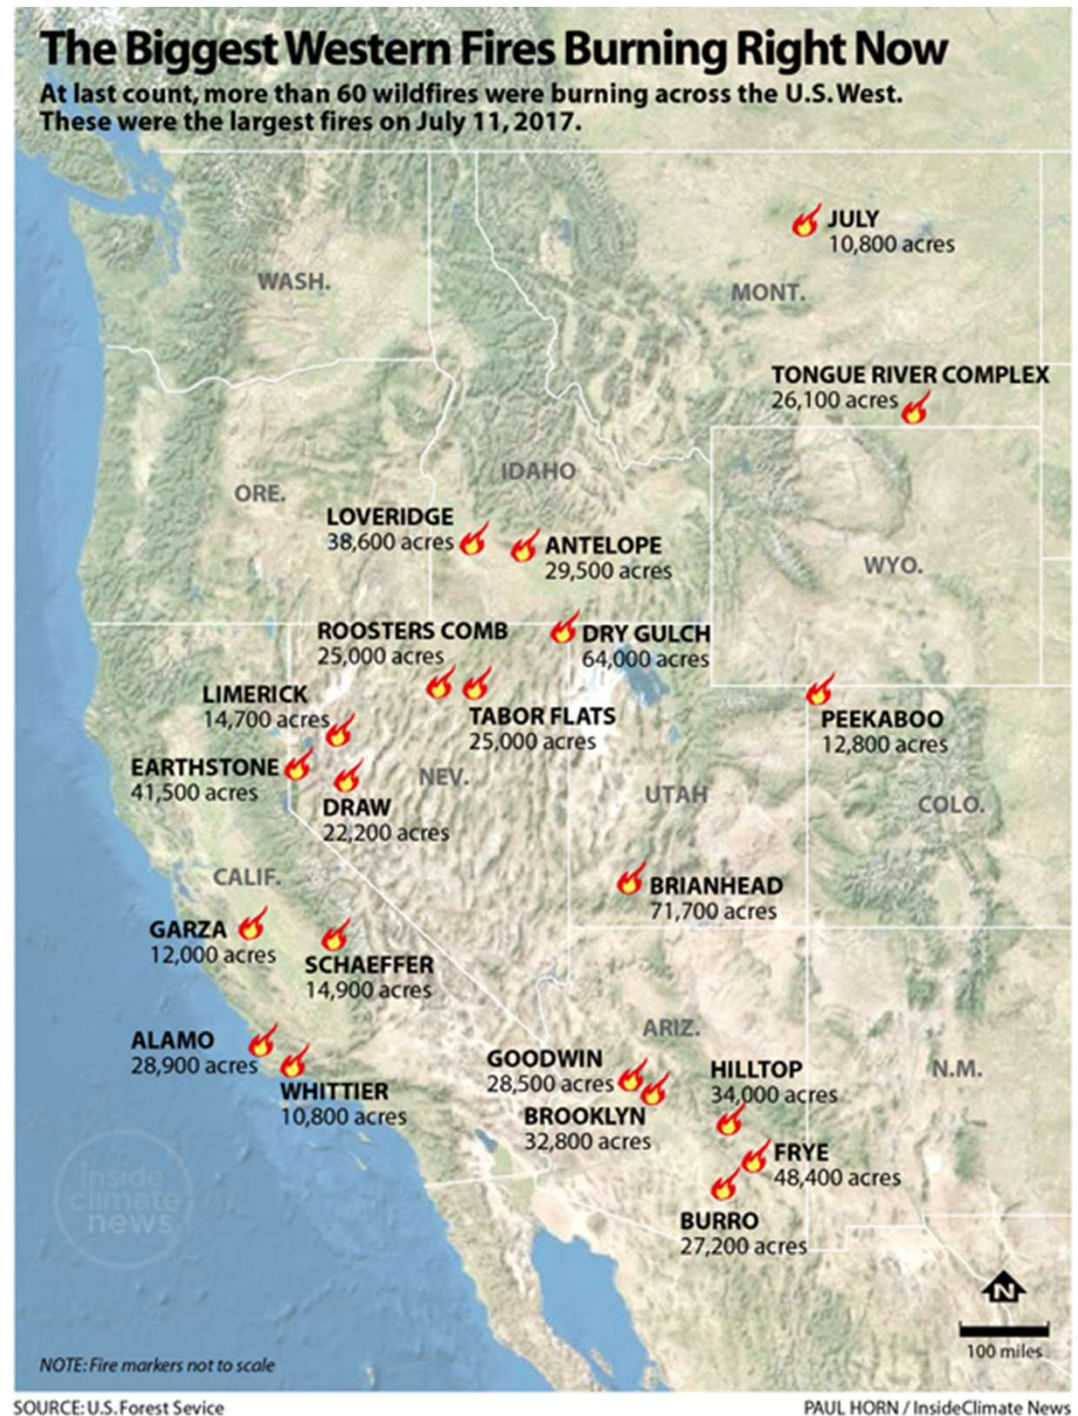 The Biggest Western Fires Burning Right Now
At last count, more than 60 wildfires were burning across the U.S. West.
These were the largest fires on July 11, 2017.
JULY
10,800 acres
WASH.
MONT.
TONGUE RIVER COMPLEX
26,100 acres
IDAHO
ORE.
LOVERIDGE
38,600 acres
ANTELOPE
29,500 acres
WYO.
ROOSTERS COMB
25,000 acres
DRY GULCH
64,000 acres
LIMERICK
14,700 acres
TABOR FLATS
25,000 acres
PEEKABOO
12,800 acres
EARTHSTONE
41,500 acres
NEV.
DRAW
22,200 acres
UTAH
COLO.
CALIF.
BRIANHEAD
71,700 acres
GARZA
12,000 acres
SCHAEFFER
14,900 acres
ALAMO
28,900 acres
ARIZ.
GOODWIN
28,500 acres
HILLTOP
34,000 acres
N.M.
WHITTIER
10,800 acres
BROOKLYN
32,800 acres
FRYE
48,400 acres
inside
climate
news
BURRO
27,200 acres
N
100 miles
NOTE: Fire markers not to scale
SOURCE: U.S. Forest Sevice
PAUL HORN / InsideClimate News